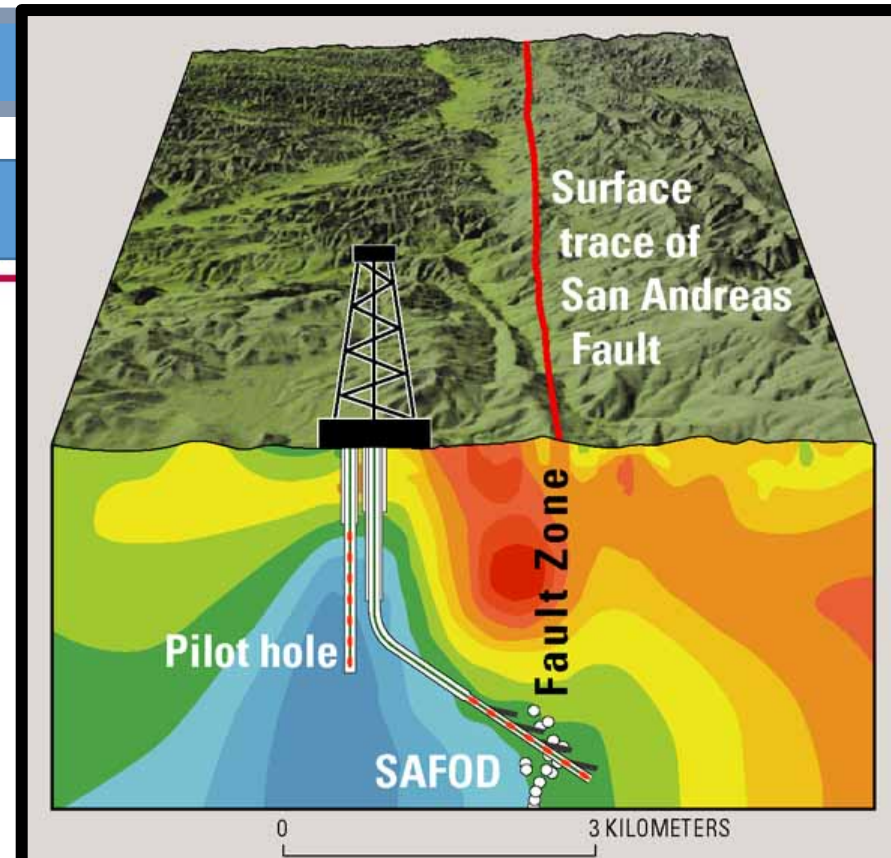 Surface
trace of
San Andreas
Fault
Fault Zone
Pilot hole
SAFOD
0 3 KILOMETERS